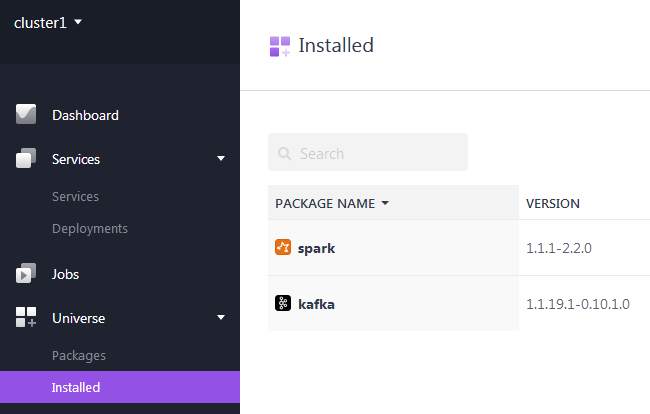 cluster1
Dashboard
Services
Services
Deployments
Jobs
Universe
Packages
Installed
Installed
Search
PACKAGE NAME VERSION
spark 1.1.1-2.2.0
kafka 1.1.19.1-0.10.1.0